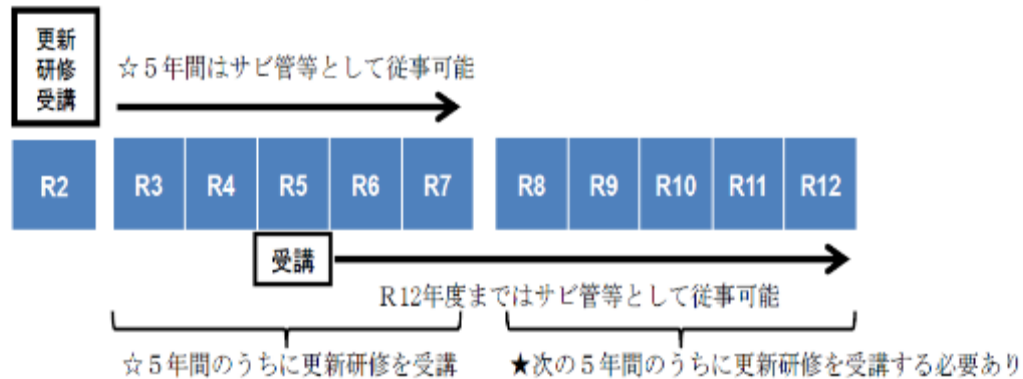 更新
研修
受講
☆５年間はサビ管等として従事可能
R2 R3 R4 R5 R6 R7 R8 R9 R10 R11 R12
受講
R12年度まではサビ管等として従事可能
☆５年間のうちに更新研修を受講 ★次の５年間のうちに更新研修を受講する必要あり